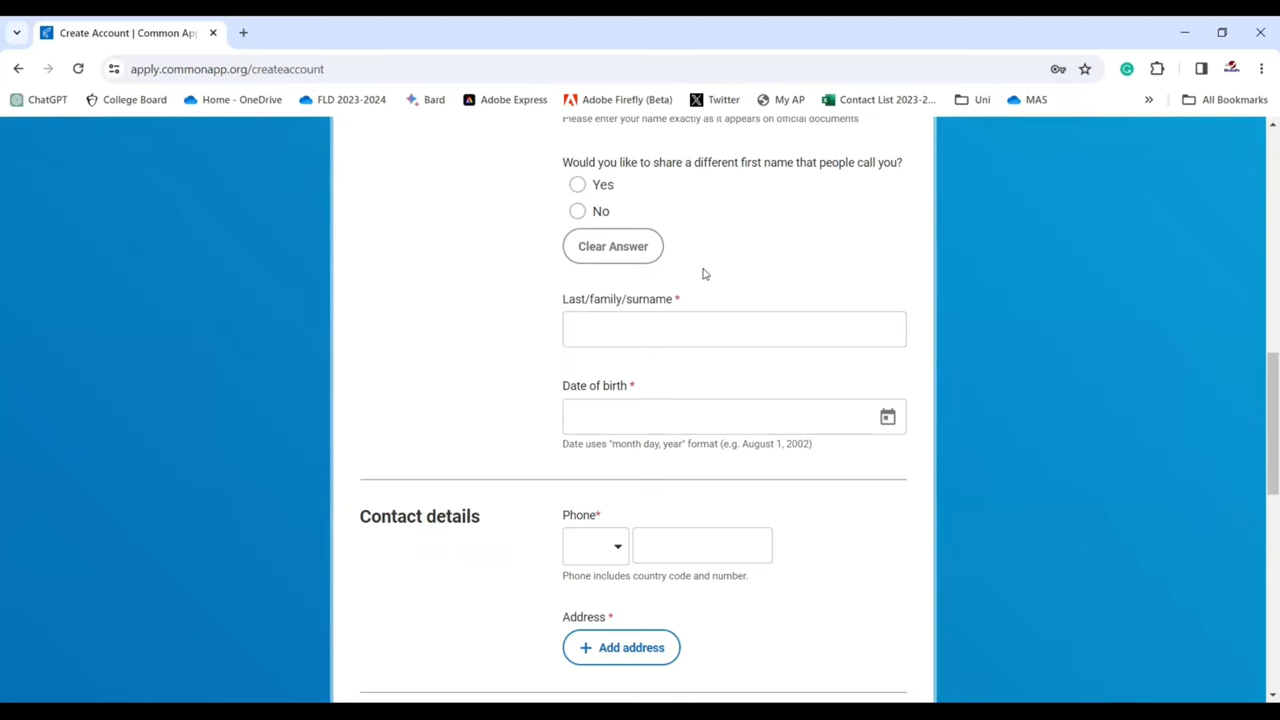 Create Account | Common App
apply.commonapp.org/createaccount
ChatGPT College Board Home - OneDrive FLD 2023-2024 Bard Adobe Express Adobe Firefly (Beta) Twitter My AP Contact List 2023-2... Uni MAS » All Bookmarks
Please enter your name exactly as it appears on official documents
Would you like to share a different first name that people call you?
Yes
No
Clear Answer
Last/family/surname *
Date of birth *
Date uses "month day, year" format (e.g. August 1, 2002)
Contact details
Phone*
Phone includes country code and number.
Address *
+ Add address